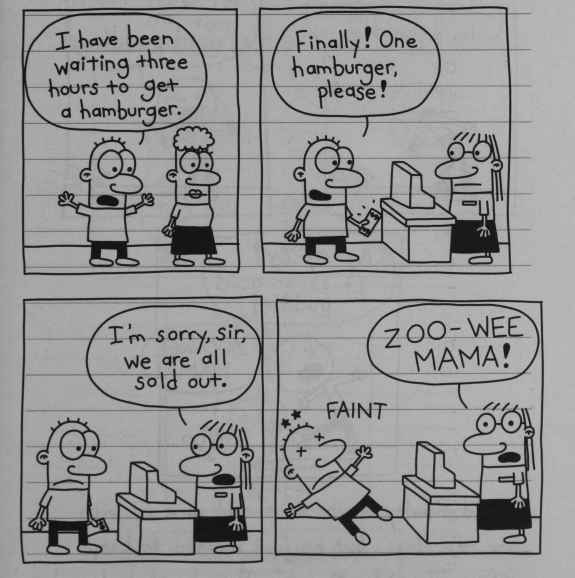 I have been
waiting three
hours to get
a hamburger.
Finally! One
hamburger,
please!
I'm sorry, sir,
we are all
sold out.
FAINT
ZOO-WEE
MAMA!